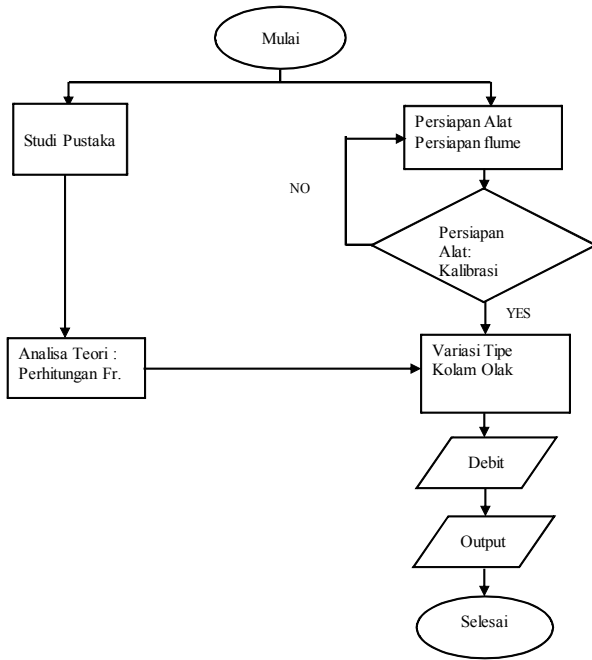 Mulai
Studi Pustaka
Persiapan Alat
Persiapan flume
NO
Persiapan
Alat:
Kalibrasi
YES
Analisa Teori :
Perhitungan Fr.
Variasi Tipe
Kolam Olak
Debit
Output
Selesai